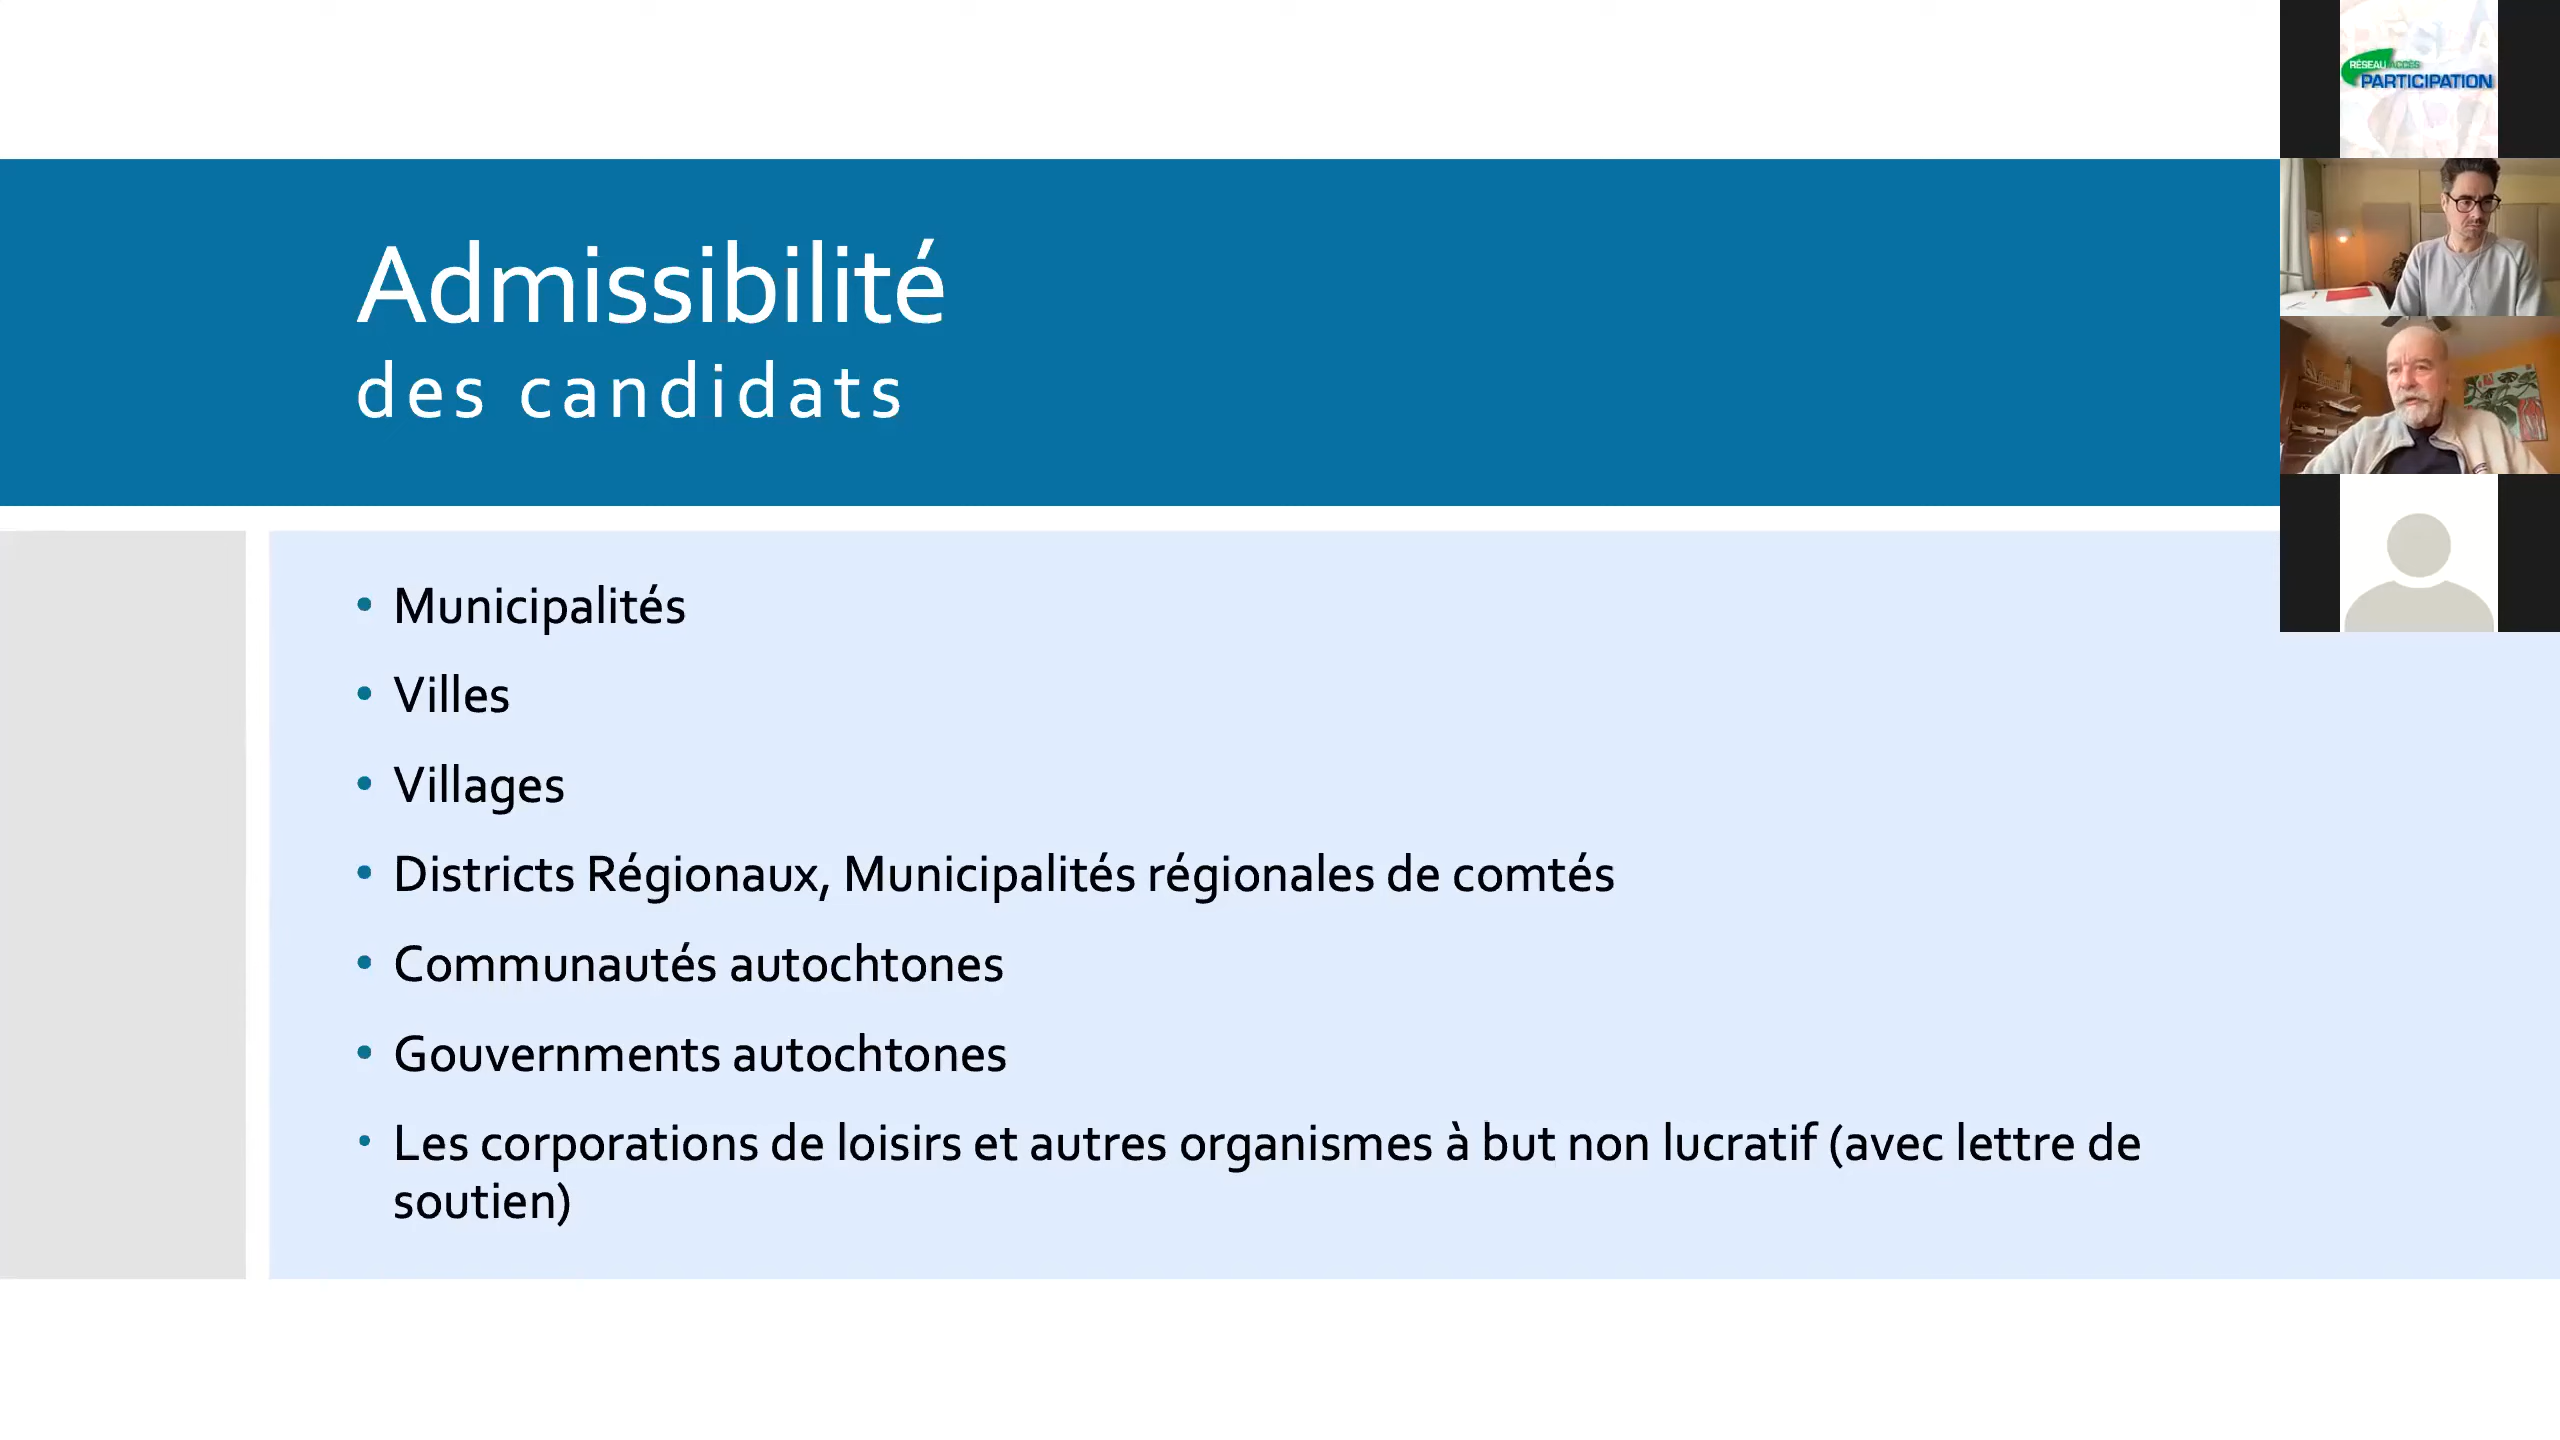 Admissibilité
des candidats
• Municipalités
• Villes
• Villages
• Districts Régionaux, Municipalités régionales de comtés
• Communautés autochtones
• Gouvernments autochtones
• Les corporations de loisirs et autres organismes à but non lucratif (avec lettre de
soutien)
RÉSEAU ACCÈS
PARTICIPATION